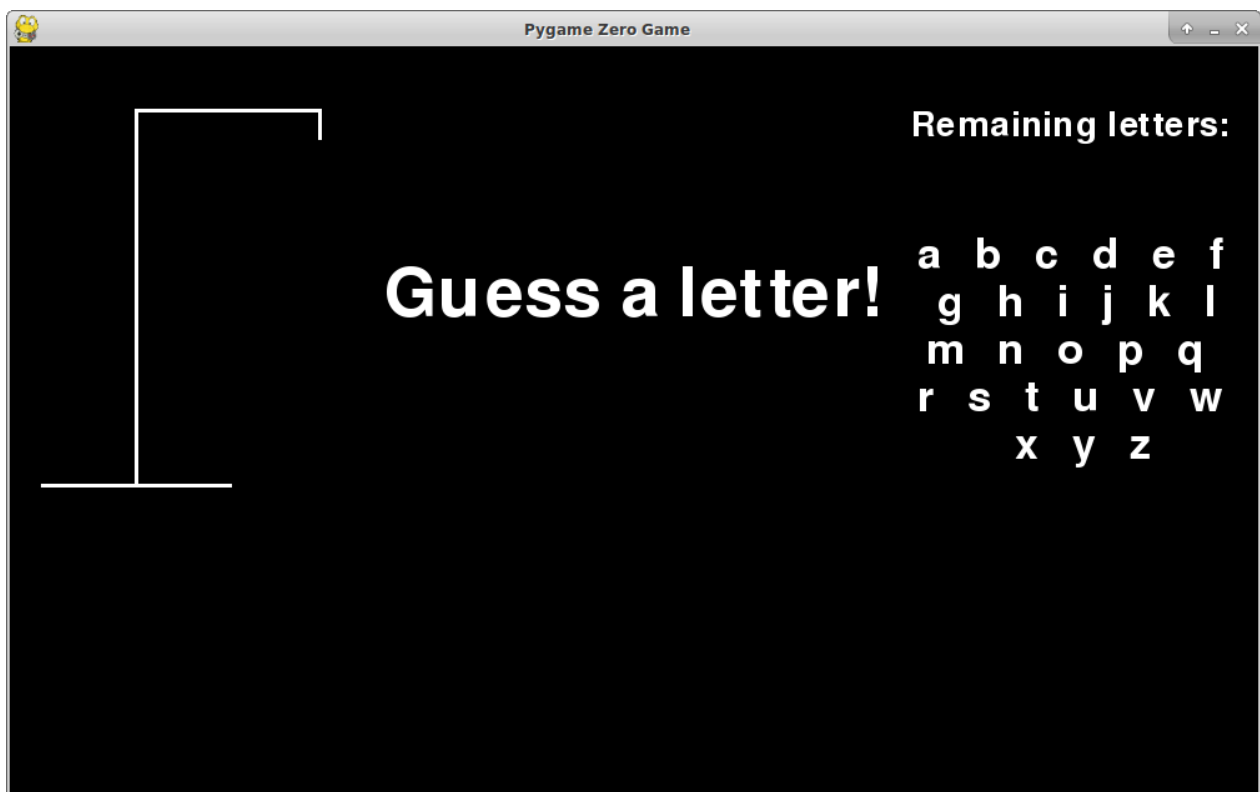 Pygame Zero Game
Remaining letters:
Guess a letter!
a b c d e f
g h i j k l
m n o p q
r s t u v w
x y z